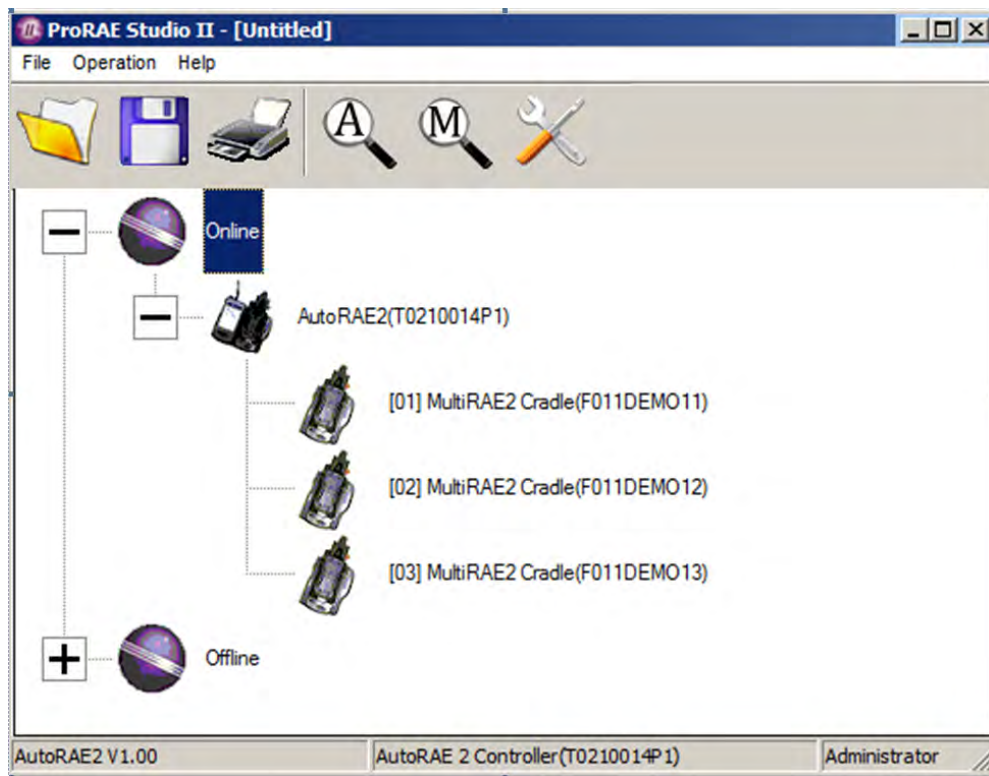 ProRAE Studio II - [Untitled]
File Operation Help
A M
Online
AutoRAE2(T0210014P1)
[01] MultiRAE2 Cradle(F011DEMO11)
[02] MultiRAE2 Cradle(F011DEMO12)
[03] MultiRAE2 Cradle(F011DEMO13)
Offline
AutoRAE2 V1.00 AutoRAE 2 Controller(T0210014P1) Administrator